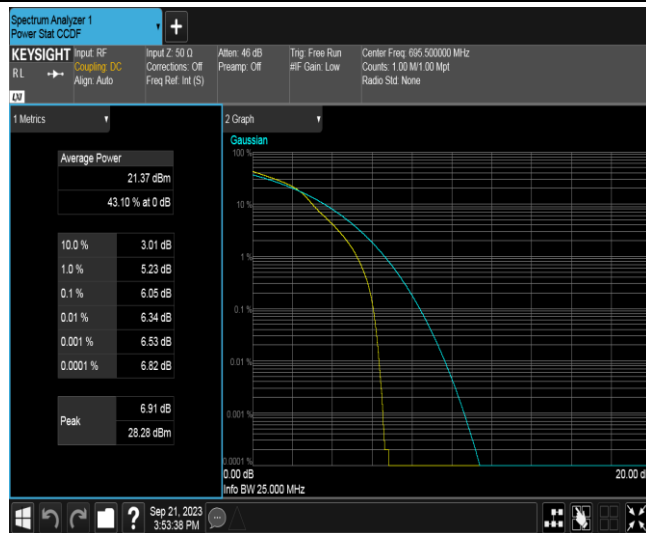 Spectrum Analyzer 1
Power Stat CCDF
+
KEYSIGHT
RL
Input: RF
Coupling: DC
Align: Auto
Input Z: 50 Ω
Corrections: Off
Freq Ref: Int (S)
Atten: 46 dB
Preamp: Off
Trig: Free Run
#IF Gain: Low
Center Freq: 695.500000 MHz
Counts: 1.00 M/1.00 Mpt
Radio Std: None
1 Metrics
Average Power
21.37 dBm
43.10 % at 0 dB
10.0 % 3.01 dB
1.0 % 5.23 dB
0.1 % 6.05 dB
0.01 % 6.34 dB
0.001 % 6.53 dB
0.0001 % 6.82 dB
Peak
6.91 dB
28.28 dBm
2 Graph
Gaussian
100 %
10 %
1 %
0.1 %
0.01 %
0.001 %
0.0001 %
0.00 dB
20.00 d
Info BW 25.000 MHz
?
Sep 21, 2023
3:53:38 PM